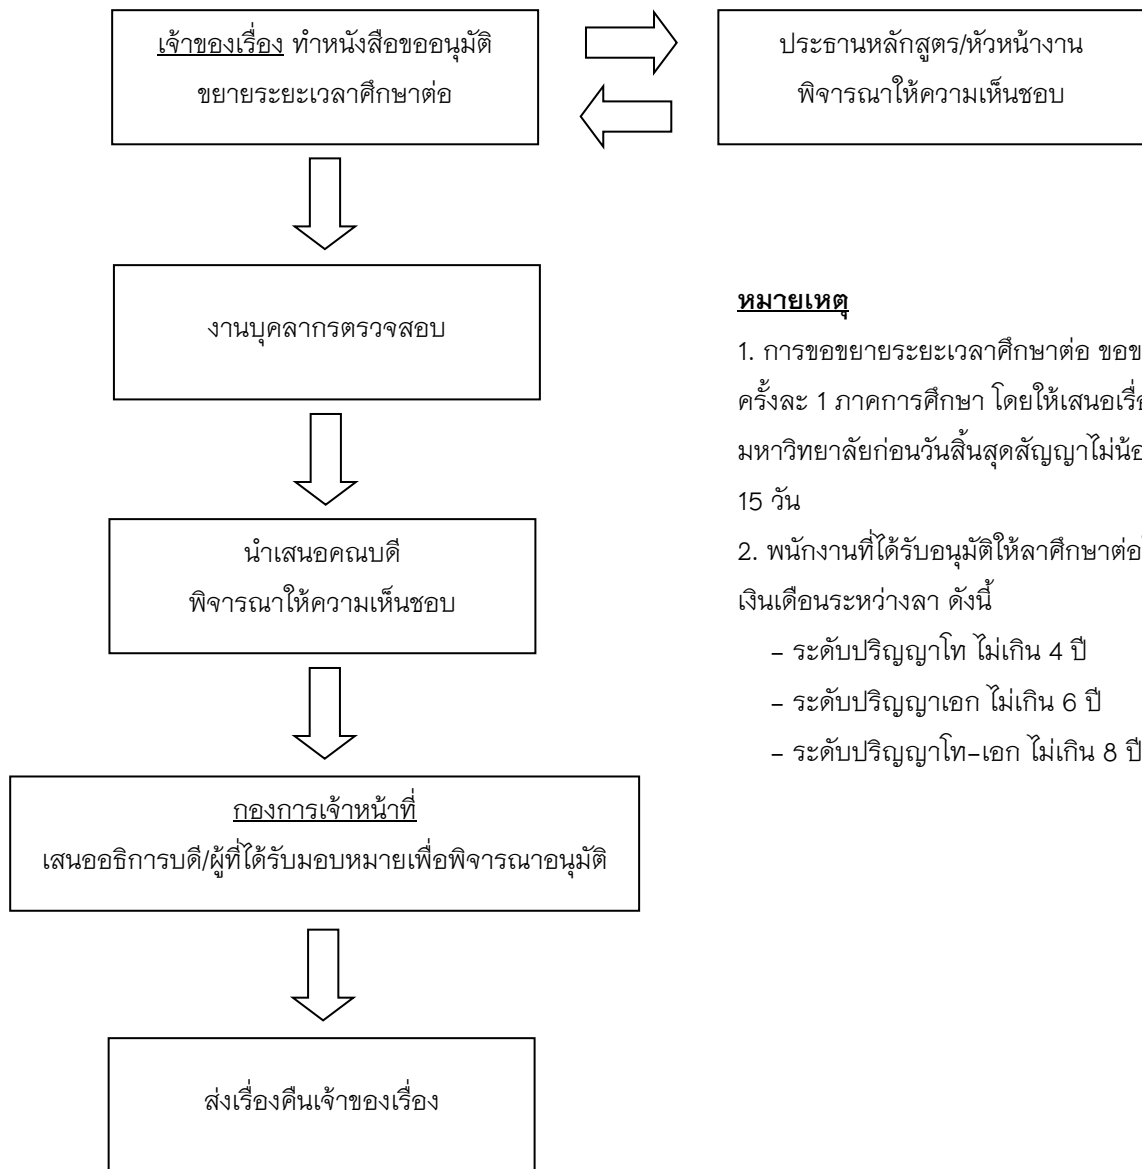 เจ้าของเรื่อง ทำหนังสือขออนุมัติ
ขยายระยะเวลาศึกษาต่อ
ประธานหลักสูตร/หัวหน้างาน
พิจารณาให้ความเห็นชอบ
งานบุคลากรตรวจสอบ
นำเสนอคณบดี
พิจารณาให้ความเห็นชอบ
กองการเจ้าหน้าที่
เสนออธิการบดี/ผู้ที่ได้รับมอบหมายเพื่อพิจารณาอนุมัติ
ส่งเรื่องคืนเจ้าของเรื่อง
หมายเหตุ
1. การขอขยายระยะเวลาศึกษาต่อ
ครั้งละ 1 ภาคการศึกษา โดยให้
มหาวิทยาลัยก่อนวันสิ้นสุดสัญญา
15 วัน
2. พนักงานที่ได้รับอนุมัติให้ลาศึกษาต่อ
เงินเดือนระหว่างลา ดังนี้
- ระดับปริญญาโท ไม่เกิน 4 ปี
- ระดับปริญญาเอก ไม่เกิน 6 ปี
- ระดับปริญญาโท-เอก ไม่เกิน 8 ปี